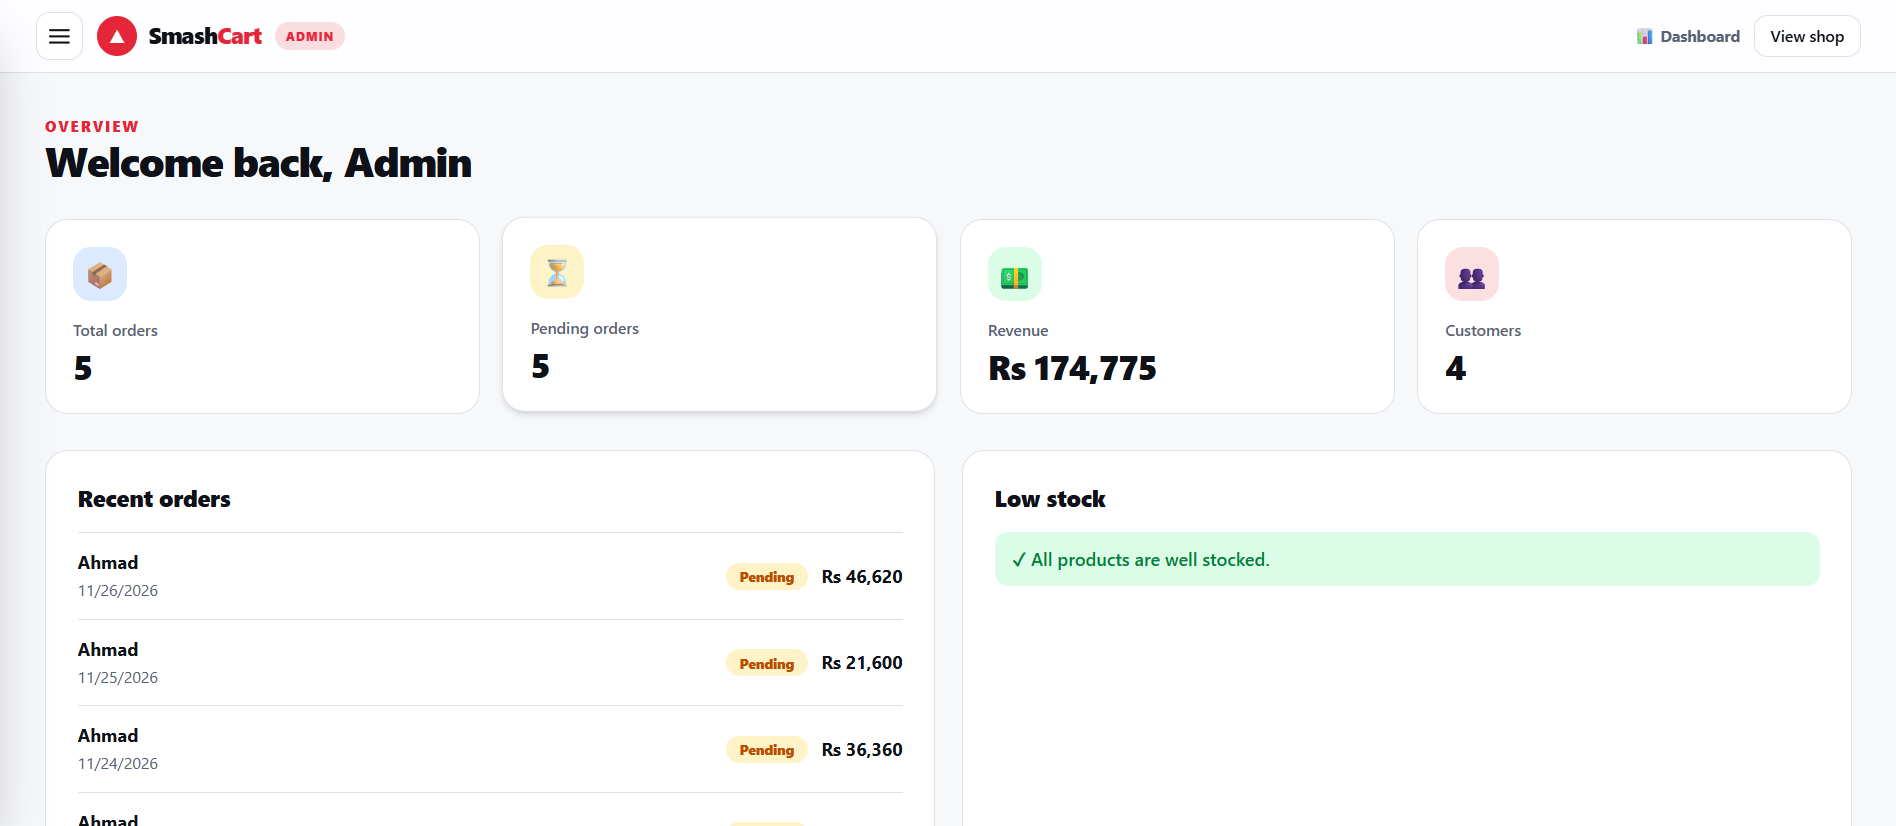 SmashCart ADMIN
Dashboard View shop
OVERVIEW
Welcome back, Admin
Total orders
5
Pending orders
5
Revenue
Rs 174,775
Customers
4
Recent orders
Ahmad
11/26/2026
Pending Rs 46,620
Ahmad
11/25/2026
Pending Rs 21,600
Ahmad
11/24/2026
Pending Rs 36,360
Ahmad
Low stock
✓ All products are well stocked.